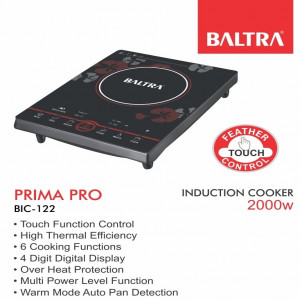 BALTRA
BALTRA
FEATHER
TOUCH
CONTROL
PRIMA PRO
BIC-122
INDUCTION COOKER
2000w
• Touch Function Control
• High Thermal Efficiency
• 6 Cooking Functions
• 4 Digit Digital Display
• Over Heat Protection
• Multi Power Level Function
• Warm Mode Auto Pan Detection